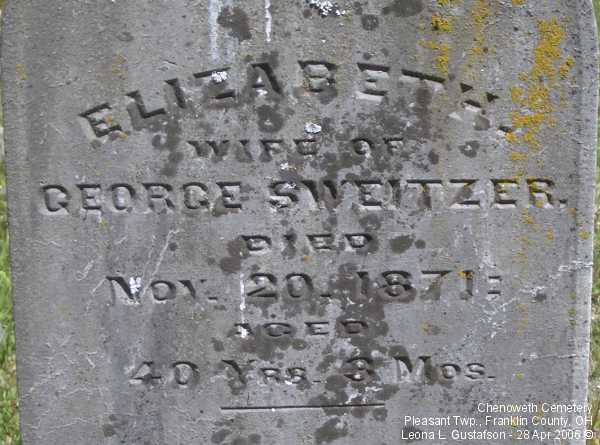 ELIZABETH,
WIFE OF
GEORGE SWEITZER,
DIED
NOV. 20, 1871;
AGED
40 YRS. 3 MOS.
Chenoweth Cemetery
Pleasant Twp., Franklin County, OH
Leona L. Gustafson - 28 Apr 2006 ©